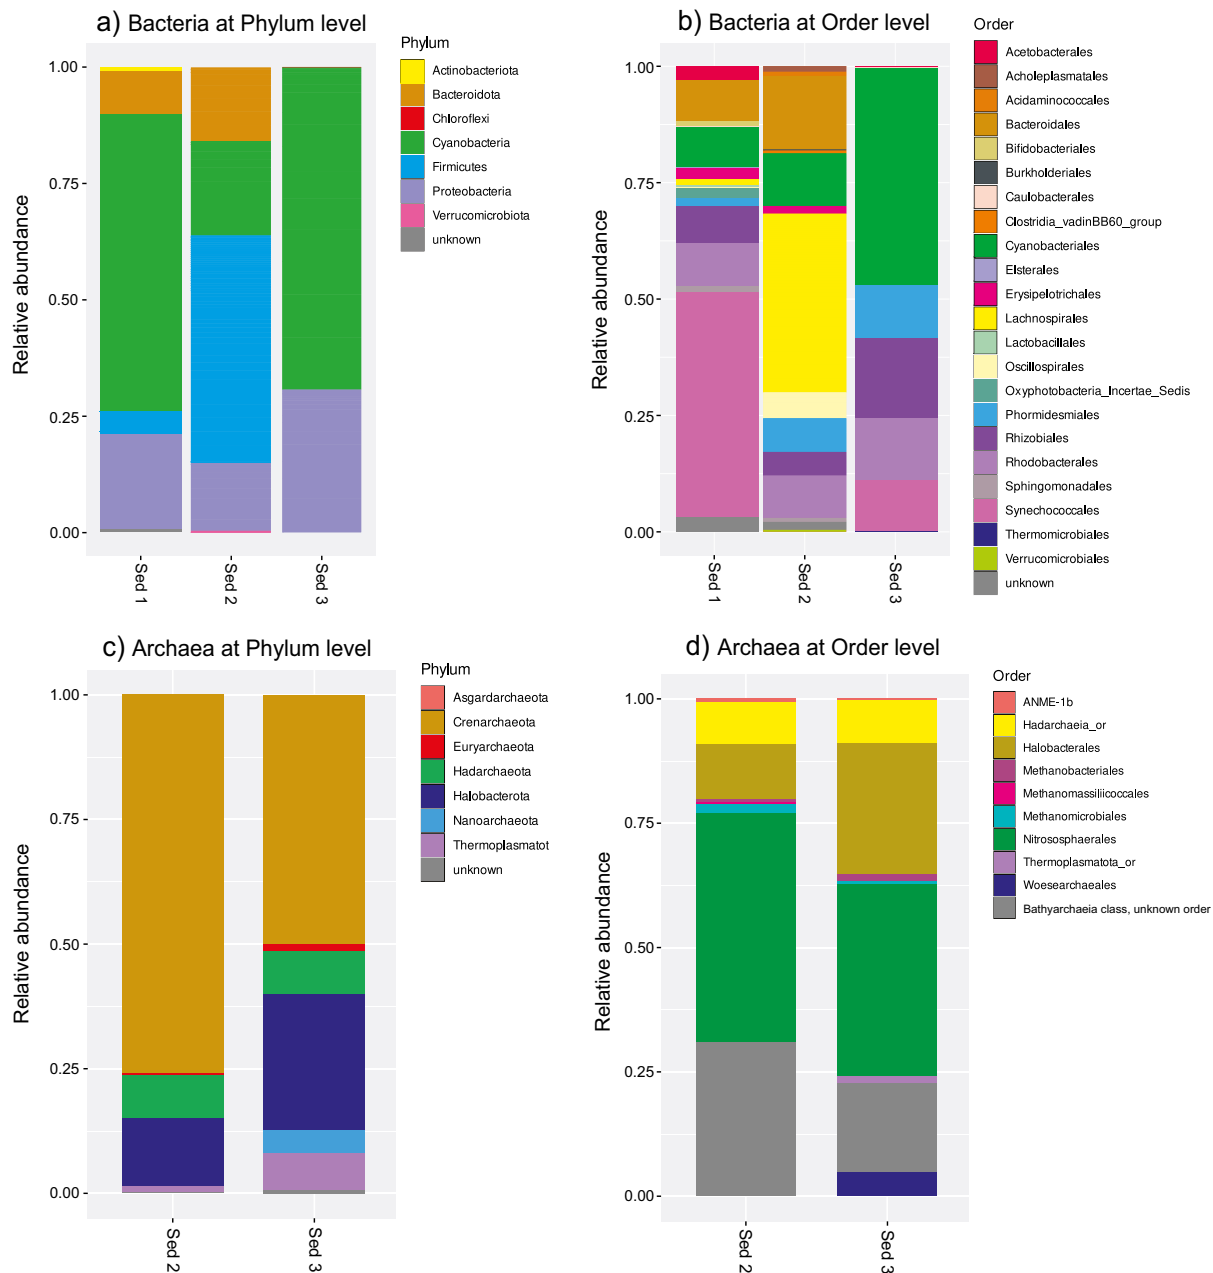 a) Bacteria at Phylum level
Relative abundance
1.00
0.75
0.50
0.25
0.00
Sed 1
Sed 2
Sed 3
Phylum
Actinobacteriota
Bacteroidota
Chloroflexi
Cyanobacteria
Firmicutes
Proteobacteria
Verrucomicrobiota
unknown
b) Bacteria at Order level
Relative abundance
1.00
0.75
0.50
0.25
0.00
Sed 1
Sed 2
Sed 3
Order
Acetobacterales
Acholeplasmatales
Acidaminococcales
Bacteroidales
Bifidobacteriales
Burkholderiales
Caulobacterales
Clostridia_vadinBB60_group
Cyanobacteriales
Elsterales
Erysipelotrichales
Lachnospirales
Lactobacillales
Oscillospirales
Oxyphotobacteria_Incertae_Sedis
Phormidesmiales
Rhizobiales
Rhodobacterales
Sphingomonadales
Synechococcales
Thermomicrobiales
Verrucomicrobiales
unknown
c) Archaea at Phylum level
Relative abundance
1.00
0.75
0.50
0.25
0.00
Sed 2
Sed 3
Phylum
Asgardarchaeota
Crenarchaeota
Euryarchaeota
Hadarchaeota
Halobacterota
Nanoarchaeota
Thermoplasmatot
unknown
d) Archaea at Order level
Relative abundance
1.00
0.75
0.50
0.25
0.00
Sed 2
Sed 3
Order
ANME-1b
Hadarchaeia_or
Halobacterales
Methanobacteriales
Methanomassiliicoccales
Methanomicrobiales
Nitrososphaerales
Thermoplasmatota_or
Woesearchaeales
Bathyarchaeia class, unknown order